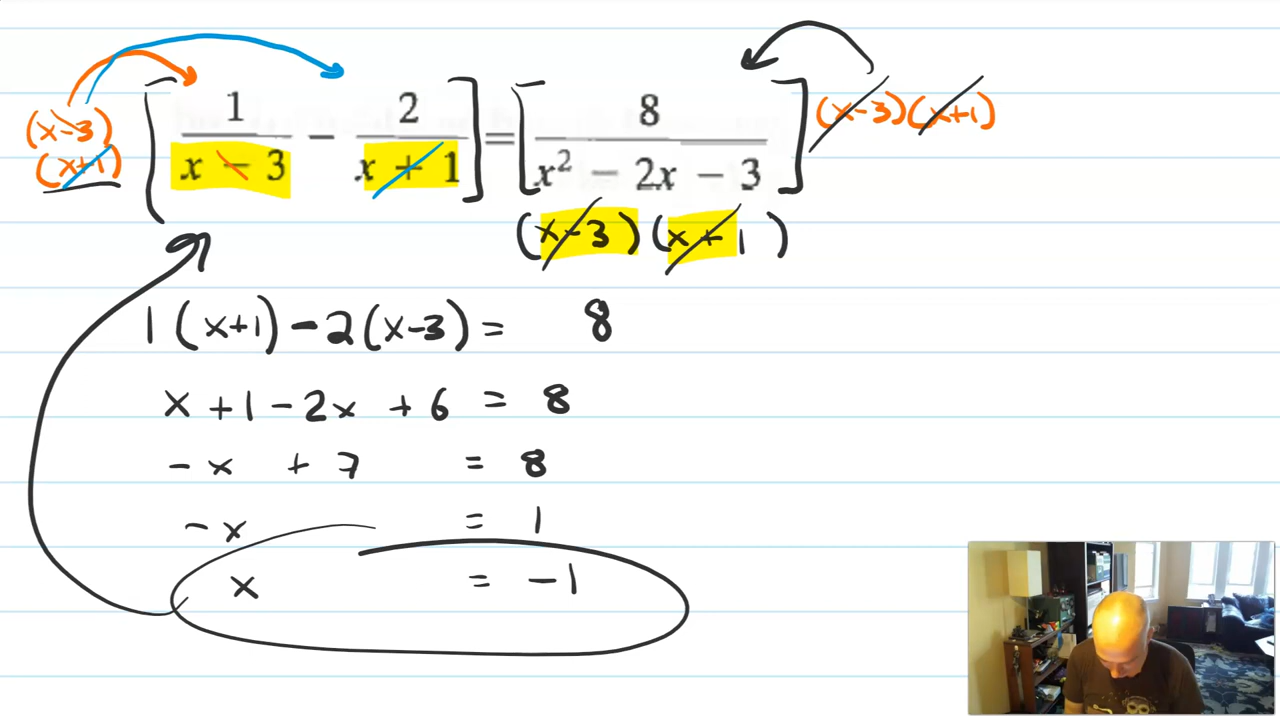 (x-3)
(x+1)
[1/(x − 3) − 2/(x + 1)] = [8/(x² − 2x − 3)] (x-3)(x+1)
(x-3)(x+1)
1(x+1) - 2(x-3) = 8
x + 1 - 2x + 6 = 8
-x + 7 = 8
-x = 1
x = -1